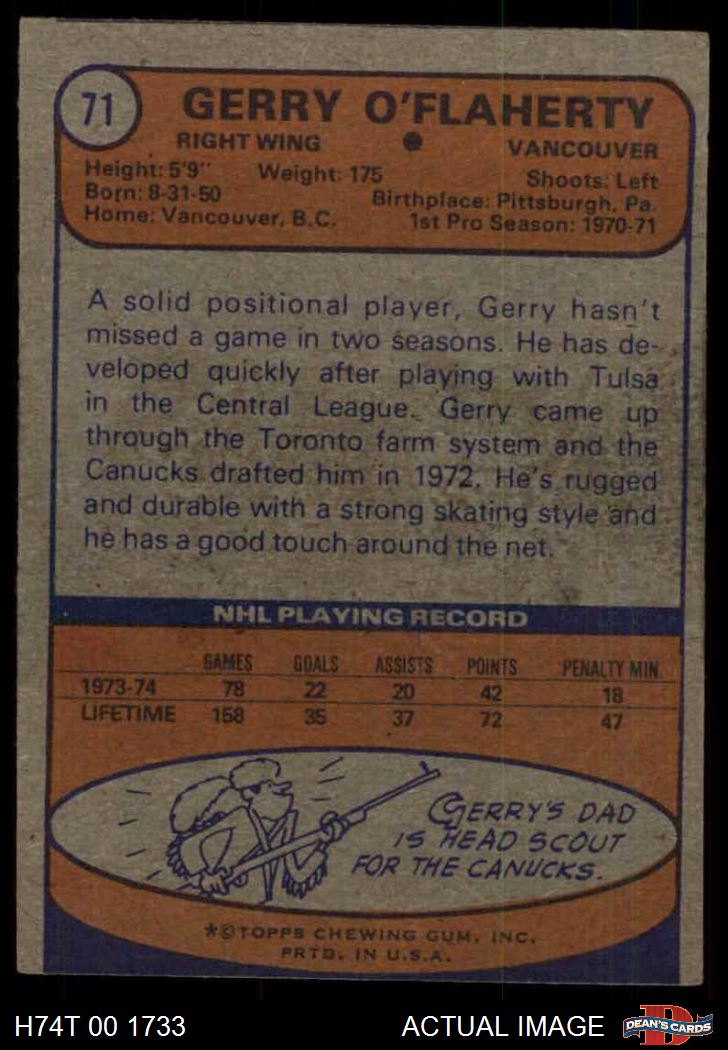 71
GERRY O'FLAHERTY
RIGHT WING ● VANCOUVER
Height: 5'9" Weight: 175 Shoots: Left
Born: 8-31-50 Birthplace: Pittsburgh, Pa.
Home: Vancouver, B.C. 1st Pro Season: 1970-71
A solid positional player, Gerry hasn't
missed a game in two seasons. He has de-
veloped quickly after playing with Tulsa
in the Central League. Gerry came up
through the Toronto farm system and the
Canucks drafted him in 1972. He's rugged
and durable with a strong skating style and
he has a good touch around the net.
NHL PLAYING RECORD
GAMES GOALS ASSISTS POINTS PENALTY MIN.
1973-74 78 22 20 42 18
LIFETIME 158 35 37 72 47
GERRY'S DAD
IS HEAD SCOUT
FOR THE CANUCKS.
*©TOPPS CHEWING GUM, INC.
PRTD. IN U.S.A.
H74T 00 1733 ACTUAL IMAGE DEAN'S CARDS